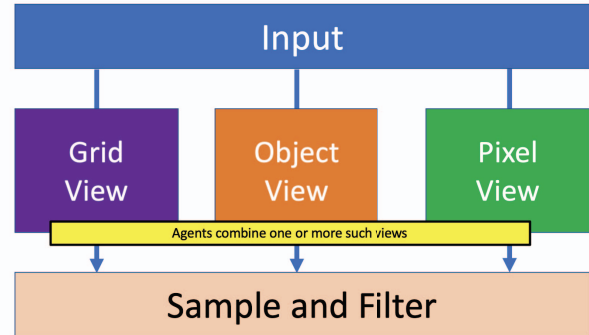 Input
Grid
View
Object
View
Pixel
View
Agents combine one or more such views
Sample and Filter